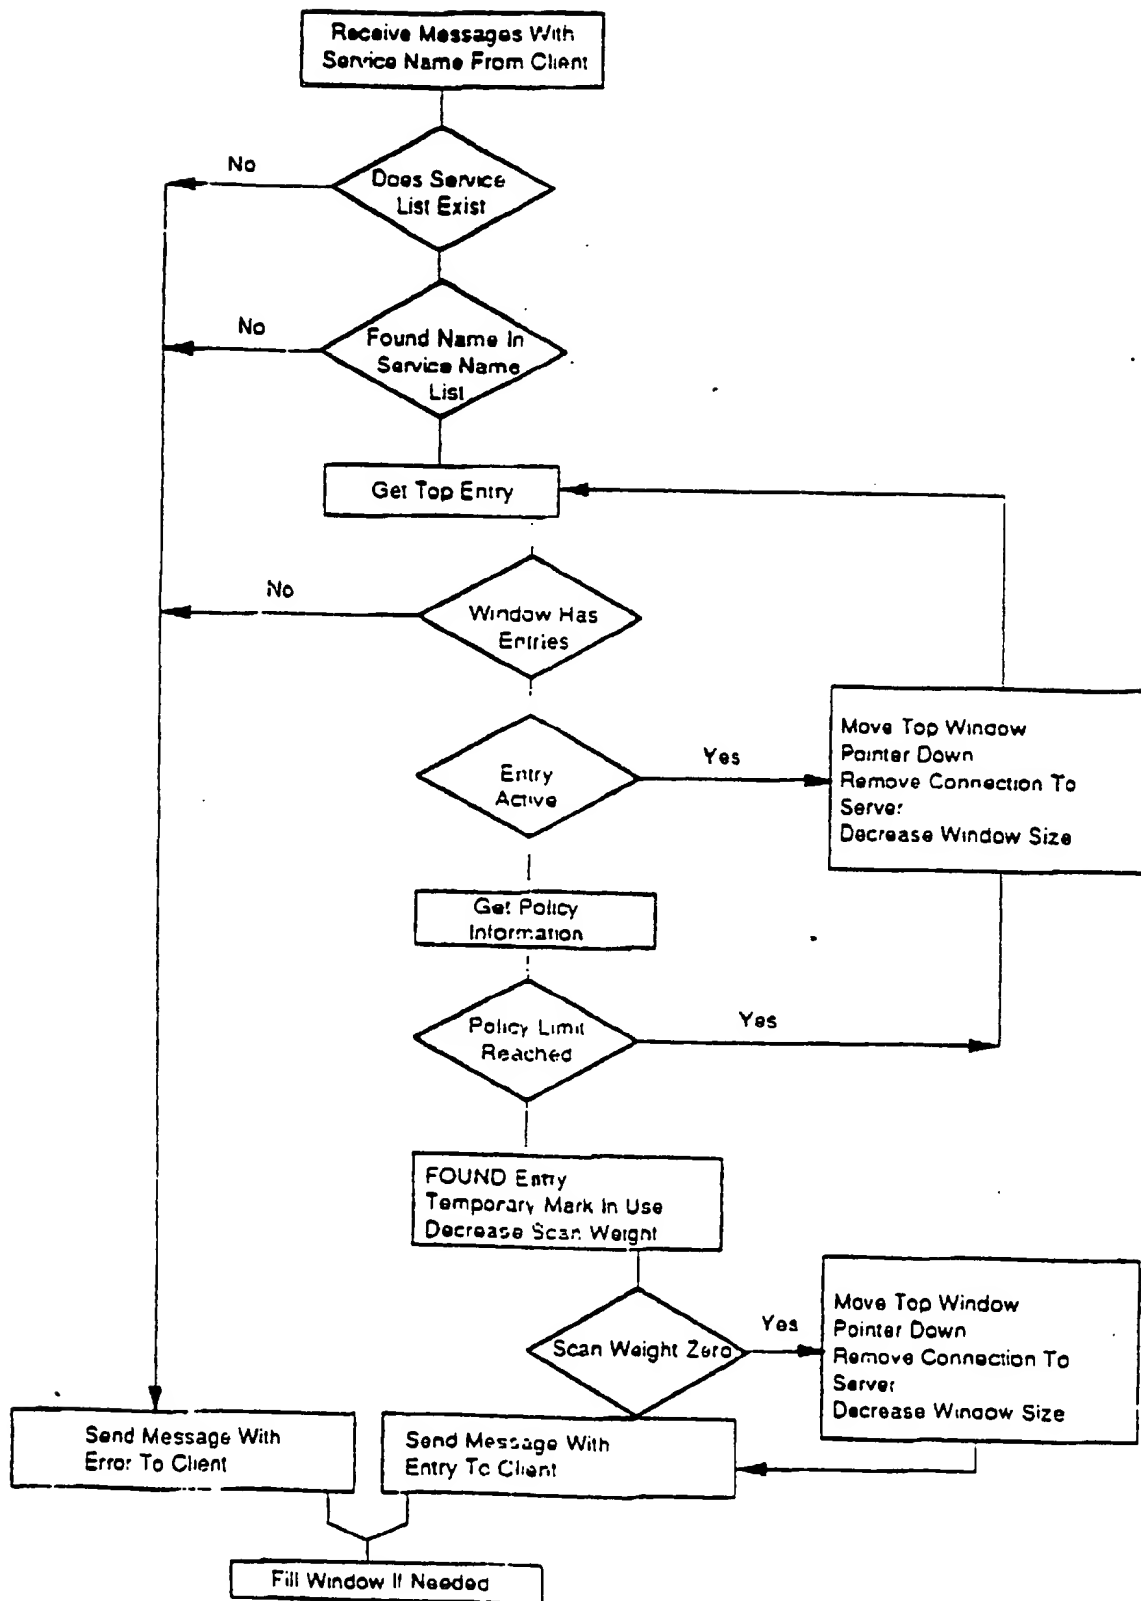 Receive Messages With
Service Name From Client
No
Does Service
List Exist
No
Found Name In
Service Name
List
Get Top Entry
No
Window Has
Entries
Entry
Active
Yes
Move Top Window
Pointer Down
Remove Connection To
Server
Decrease Window Size
Get Policy
Information
Policy Limit
Reached
Yes
FOUND Entry
Temporary Mark In Use
Decrease Scan Weight
Scan Weight Zero
Yes
Move Top Window
Pointer Down
Remove Connection To
Server
Decrease Window Size
Send Message With
Error To Client
Send Message With
Entry To Client
Fill Window If Needed